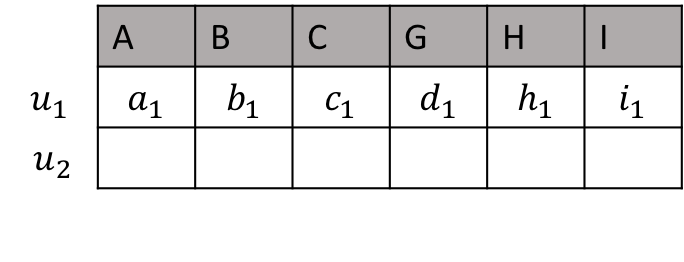 A B C G H I
u₁ a₁ b₁ c₁ d₁ h₁ i₁
u₂